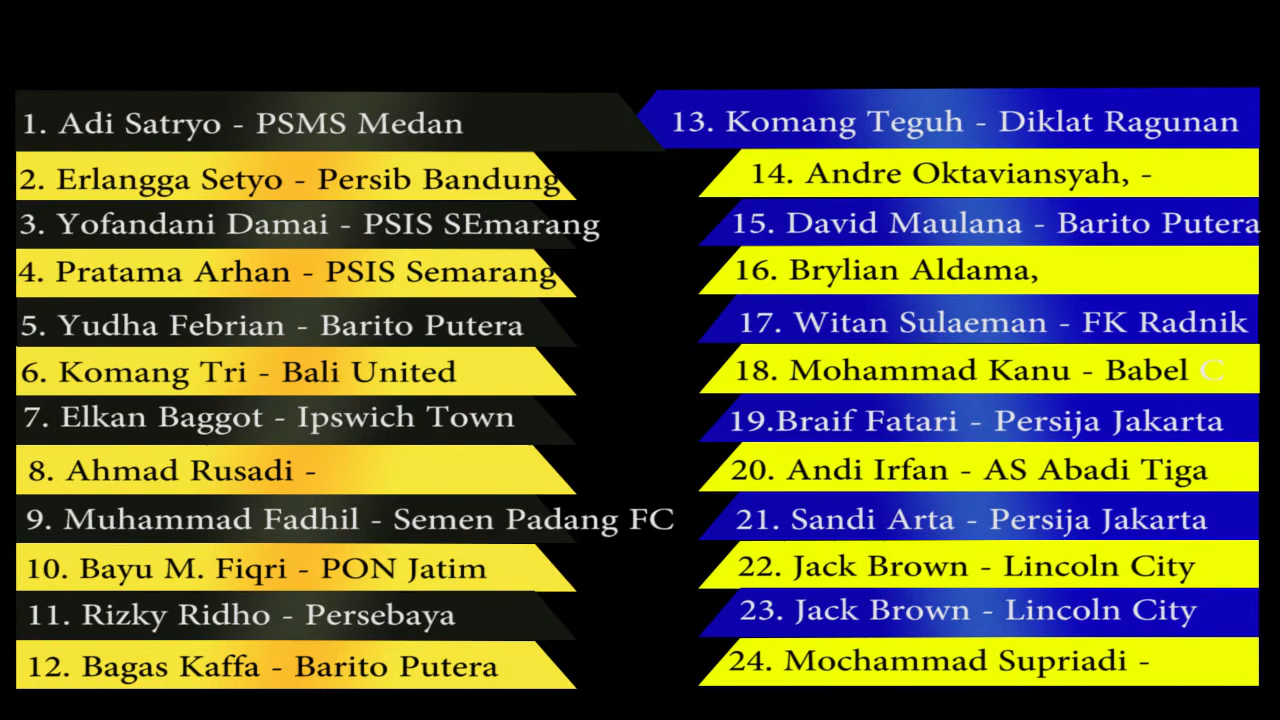 1. Adi Satryo - PSMS Medan
2. Erlangga Setyo - Persib Bandung
3. Yofandani Damai - PSIS SEmarang
4. Pratama Arhan - PSIS Semarang
5. Yudha Febrian - Barito Putera
6. Komang Tri - Bali United
7. Elkan Baggot - Ipswich Town
8. Ahmad Rusadi -
9. Muhammad Fadhil - Semen Padang FC
10. Bayu M. Fiqri - PON Jatim
11. Rizky Ridho - Persebaya
12. Bagas Kaffa - Barito Putera
13. Komang Teguh - Diklat Ragunan
14. Andre Oktaviansyah, -
15. David Maulana - Barito Putera
16. Brylian Aldama,
17. Witan Sulaeman - FK Radnik
18. Mohammad Kanu - Babel C
19.Braif Fatari - Persija Jakarta
20. Andi Irfan - AS Abadi Tiga
21. Sandi Arta - Persija Jakarta
22. Jack Brown - Lincoln City
23. Jack Brown - Lincoln City
24. Mochammad Supriadi -